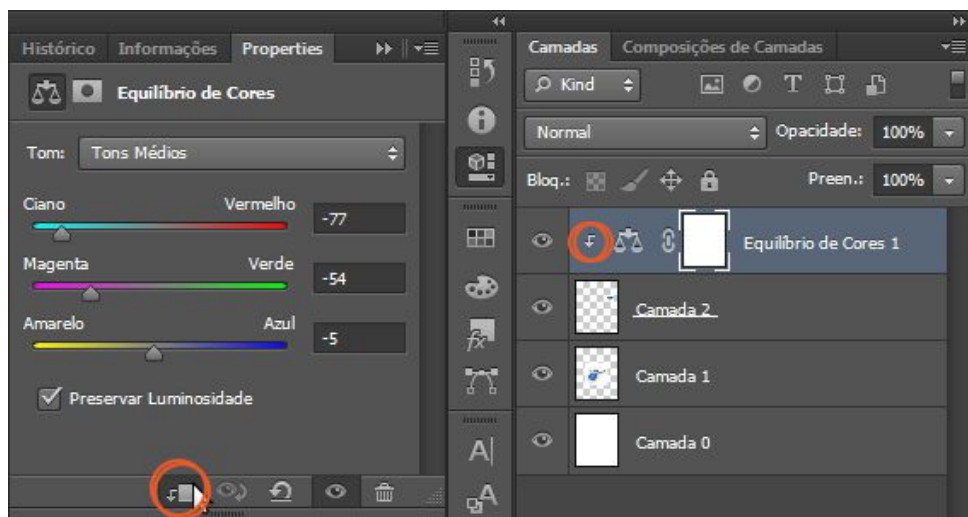 Histórico Informações Properties
Equilíbrio de Cores
Tom: Tons Médios
Ciano Vermelho -77
Magenta Verde -54
Amarelo Azul -5
Preservar Luminosidade
Camadas Composições de Camadas
Kind
Normal Opacidade: 100%
Bloq.: Preen.: 100%
Equilíbrio de Cores 1
Camada 2
Camada 1
Camada 0